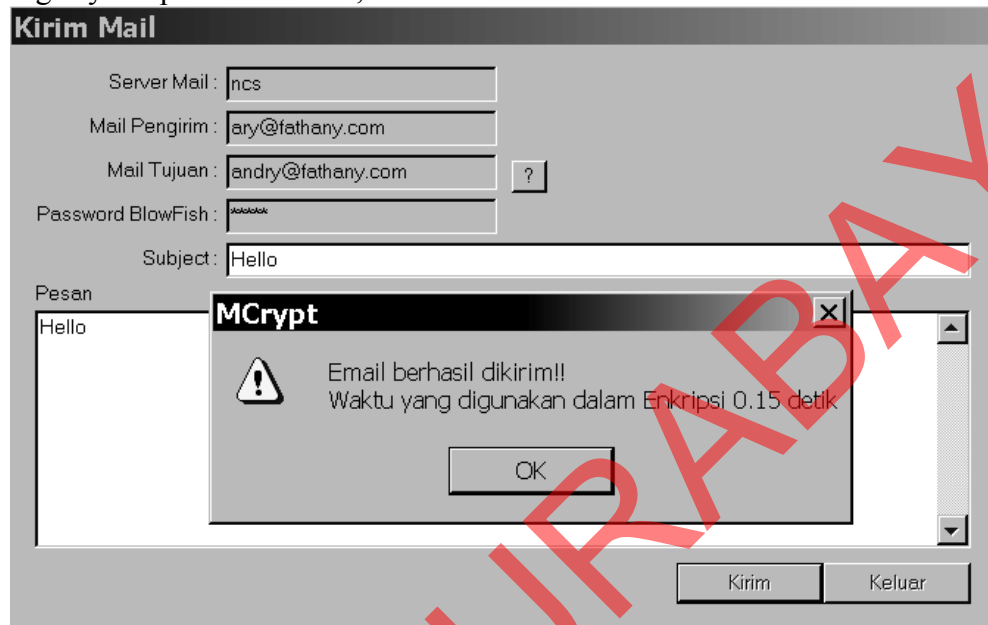 Kirim Mail
Server Mail : ncs
Mail Pengirim : ary@fathany.com
Mail Tujuan : andry@fathany.com ?
Password BlowFish : *****
Subject : Hello
Pesan
Hello
MCrypt
Email berhasil dikirim!!
Waktu yang digunakan dalam Enkripsi 0.15 detik
OK
Kirim Keluar
URABAY